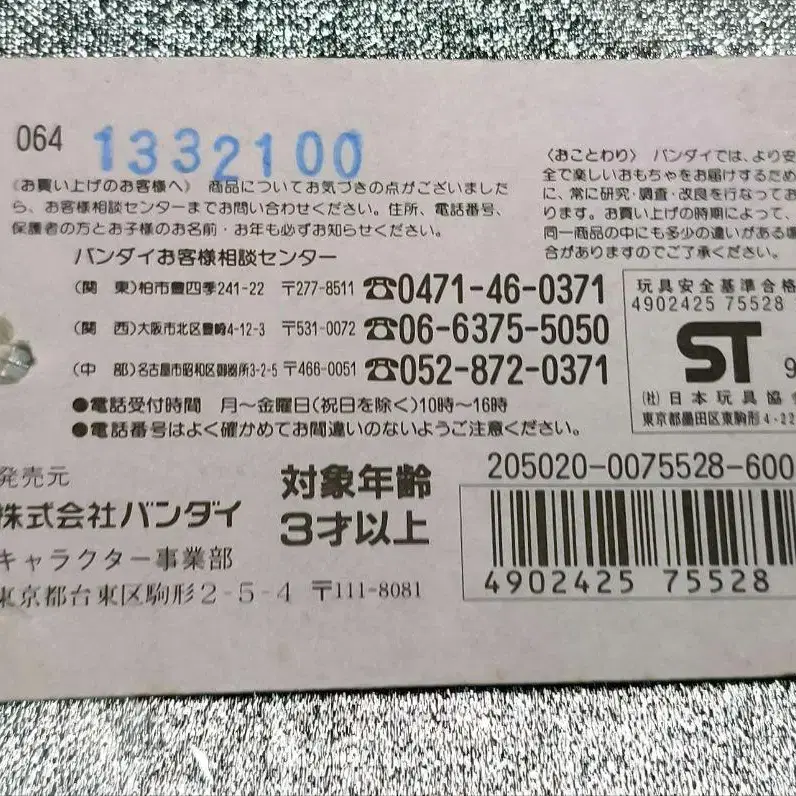 064 1332100
〈お買い上げのお客様へ〉 商品についてお気づきの点がございました
ら、お客様相談センターまでお問い合わせください。住所、電話番号、
保護者の方とお子様のお名前・お年も必ずお知らせください。
バンダイお客様相談センター
(関 東)柏市豊四季241-22 〒277-8511 ☎0471-46-0371
(関 西)大阪市北区豊崎4-12-3 〒531-0072 ☎06-6375-5050
(中 部)名古屋市昭和区御器所3-2-5 〒466-0051 ☎052-872-0371
●電話受付時間 月〜金曜日(祝日を除く)10時〜16時
●電話番号はよく確かめてお間違いのないようご注意ください。
〈おことわり〉 バンダイでは、より安
全で楽しいおもちゃをお届けするため
に、常に研究・調査・改良を行なってお
ります。お買い上げの時期によって、
同一商品の中にも多少の違いがある場
合がありますのでご了承ください。
玩具安全基準合格
4902425 75528
ST 9
(社)日本玩具協会
東京都墨田区東駒形4-22
発売元
株式会社バンダイ
キャラクター事業部
東京都台東区駒形2-5-4 〒111-8081
対象年齢
3才以上
205020-0075528-600
4902425 75528